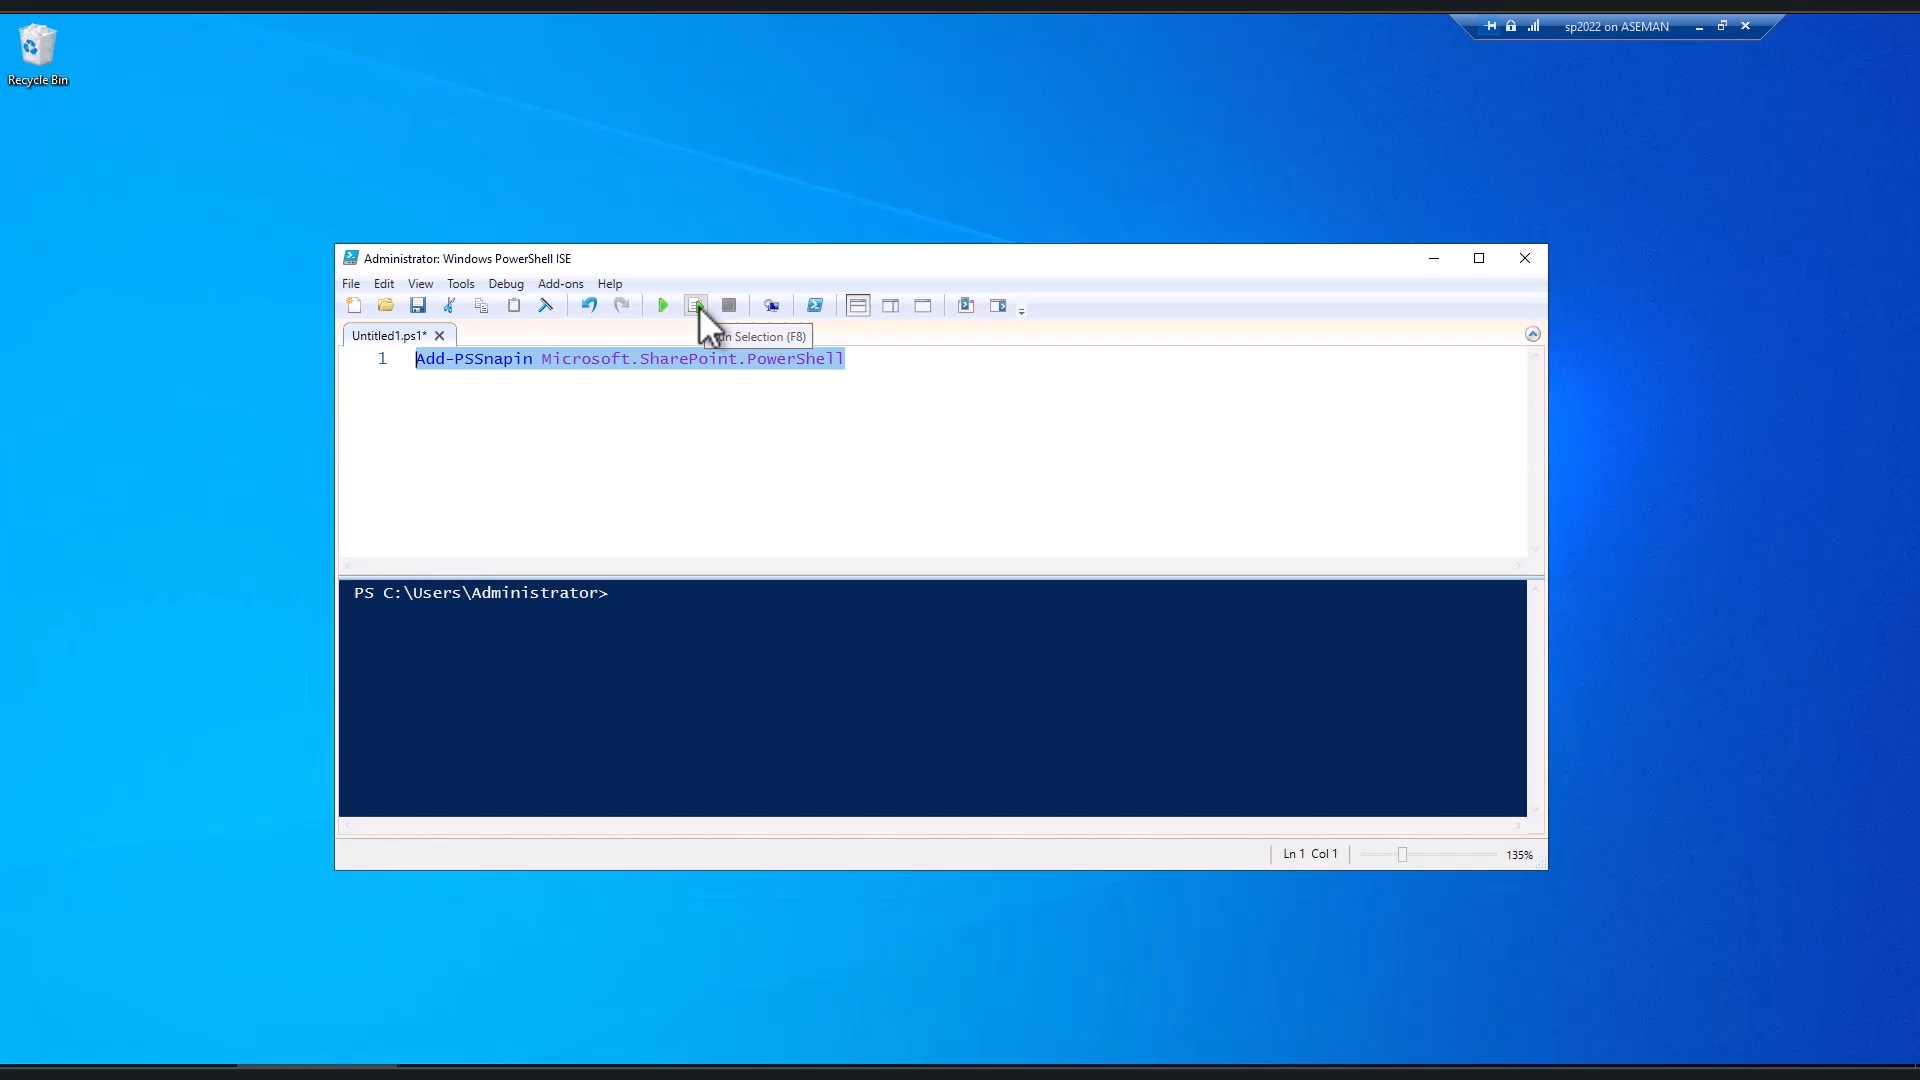 Recycle Bin
sp2022 on ASEMAN
Administrator: Windows PowerShell ISE
File Edit View Tools Debug Add-ons Help
Untitled1.ps1*
Selection (F8)
1 Add-PSSnapin Microsoft.SharePoint.PowerShell
PS C:\Users\Administrator>
Ln 1 Col 1
135%